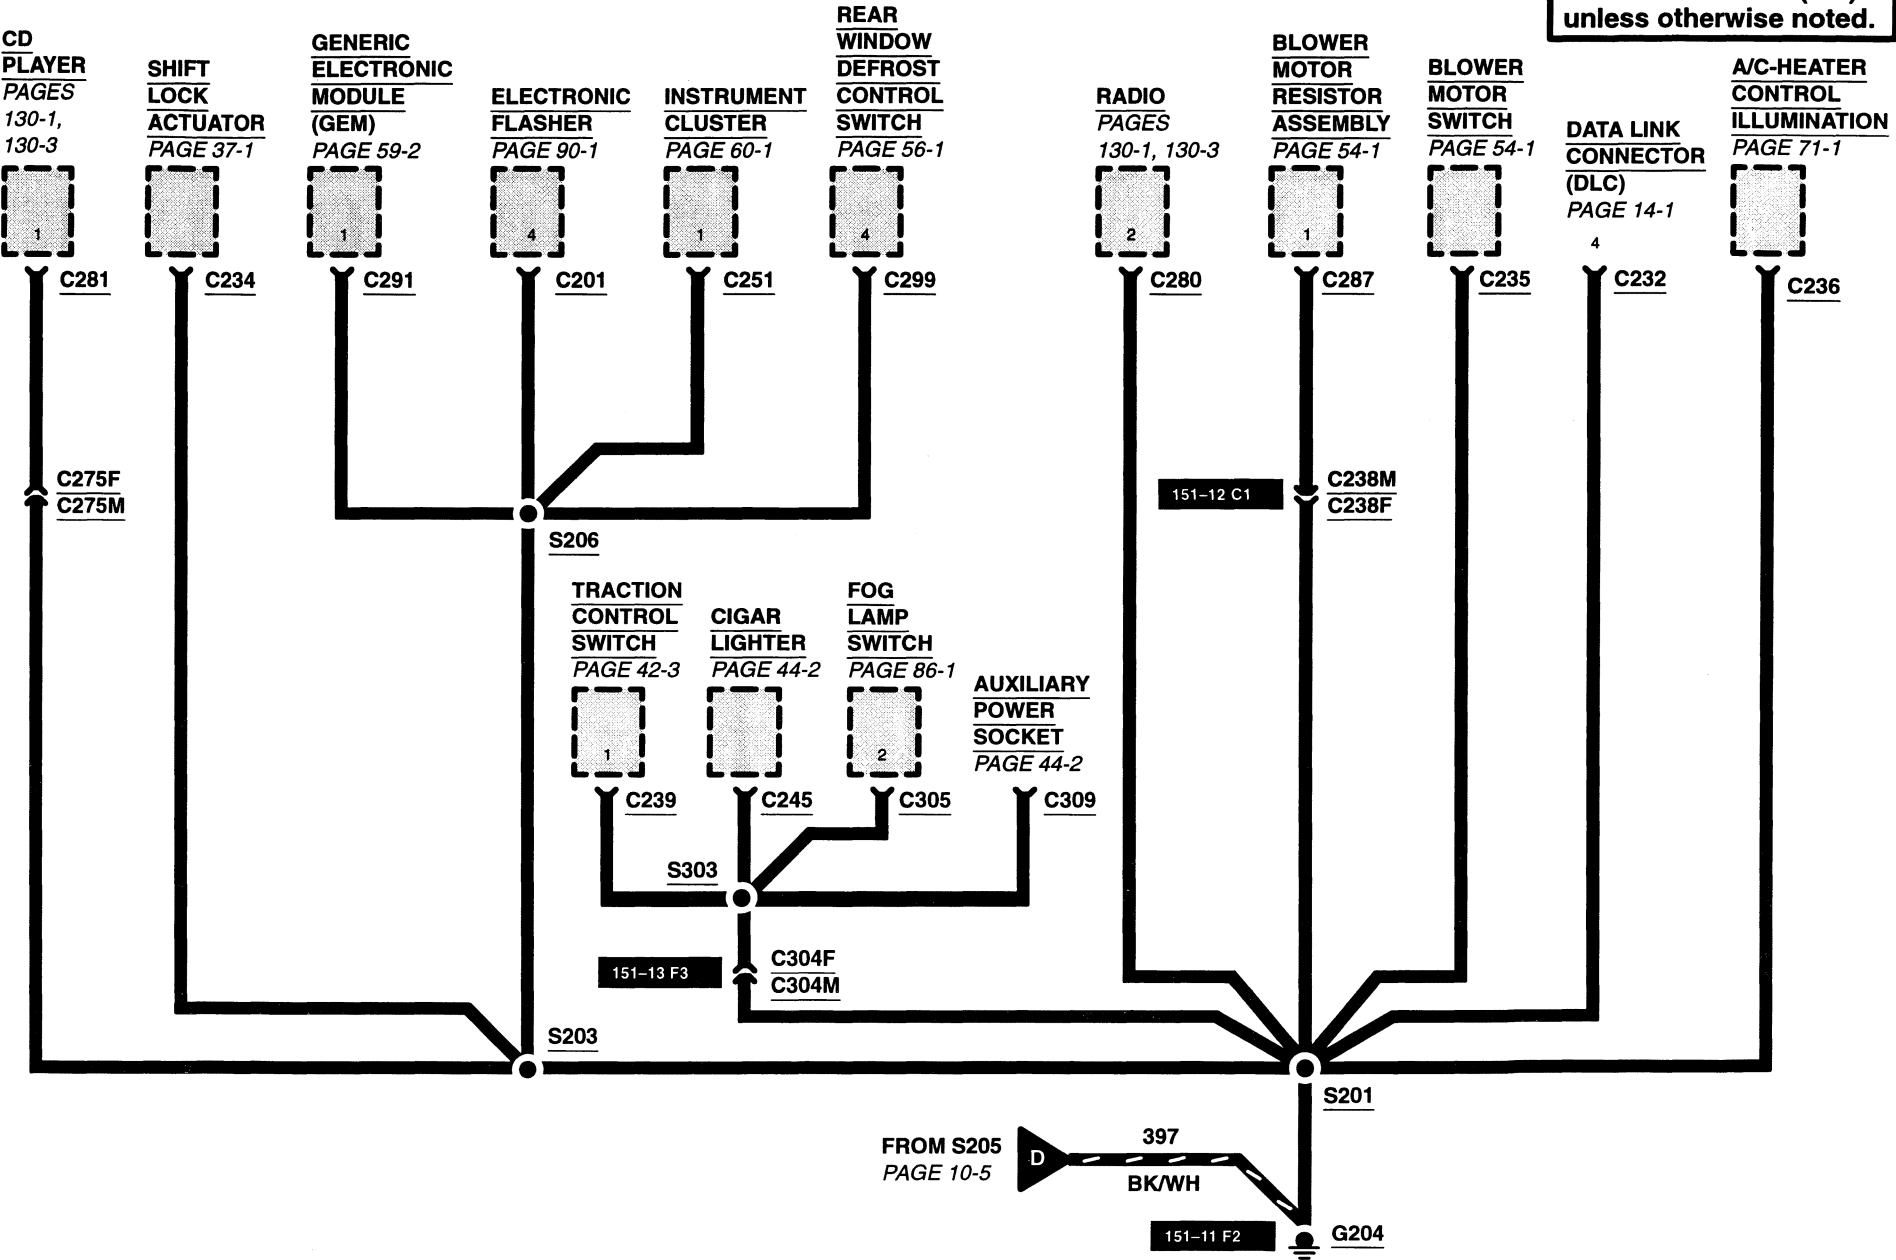 unless otherwise noted.
CD
PLAYER
PAGES
130-1,
130-3
1
C281
SHIFT
LOCK
ACTUATOR
PAGE 37-1
C234
GENERIC
ELECTRONIC
MODULE
(GEM)
PAGE 59-2
1
C291
ELECTRONIC
FLASHER
PAGE 90-1
4
C201
INSTRUMENT
CLUSTER
PAGE 60-1
1
C251
REAR
WINDOW
DEFROST
CONTROL
SWITCH
PAGE 56-1
4
C299
RADIO
PAGES
130-1, 130-3
2
C280
BLOWER
MOTOR
RESISTOR
ASSEMBLY
PAGE 54-1
1
C287
BLOWER
MOTOR
SWITCH
PAGE 54-1
C235
DATA LINK
CONNECTOR
(DLC)
PAGE 14-1
4
C232
A/C-HEATER
CONTROL
ILLUMINATION
PAGE 71-1
C236
C275F
C275M
151–12 C1
C238M
C238F
S206
TRACTION
CONTROL
SWITCH
PAGE 42-3
1
C239
CIGAR
LIGHTER
PAGE 44-2
C245
FOG
LAMP
SWITCH
PAGE 86-1
2
C305
AUXILIARY
POWER
SOCKET
PAGE 44-2
C309
S303
151–13 F3
C304F
C304M
S203
S201
FROM S205
PAGE 10-5
D
397
BK/WH
151–11 F2
G204